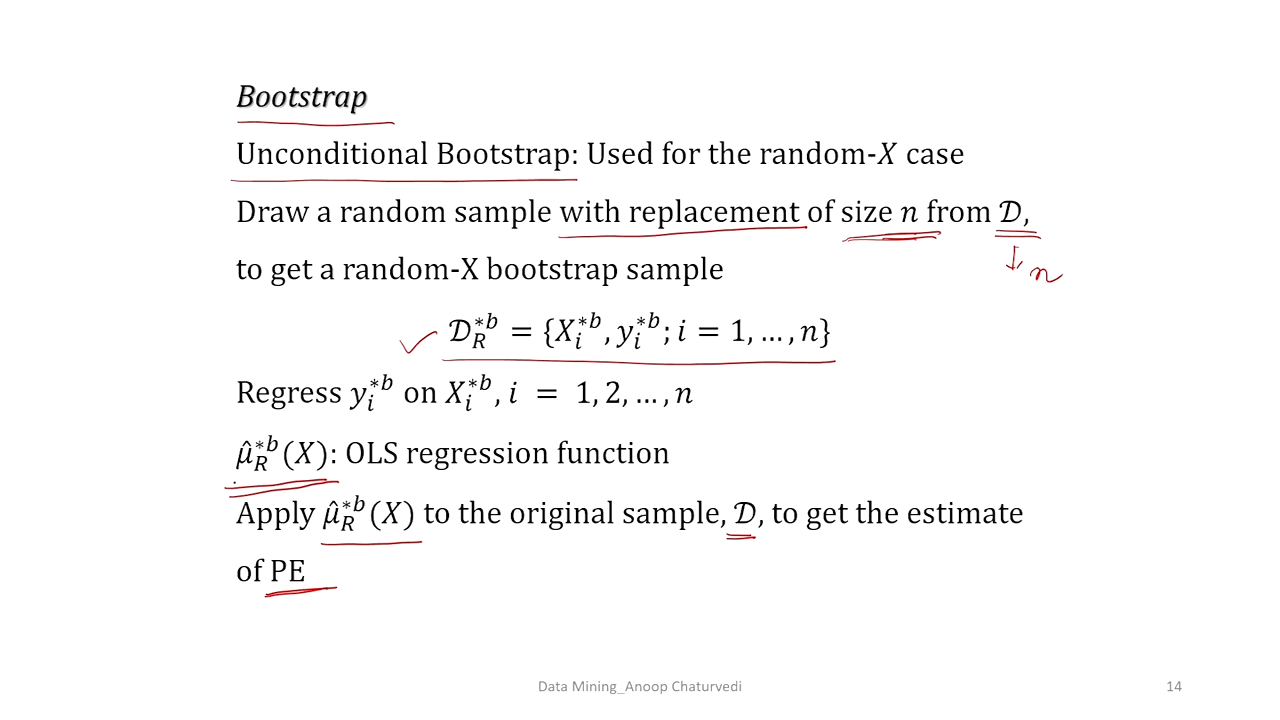 Bootstrap
Unconditional Bootstrap: Used for the random-X case
Draw a random sample with replacement of size n from 𝒟,
n
to get a random-X bootstrap sample
𝒟_R^{*b} = {X_i^{*b}, y_i^{*b}; i = 1, …, n}
Regress y_i^{*b} on X_i^{*b}, i = 1, 2, …, n
μ̂_R^{*b}(X): OLS regression function
Apply μ̂_R^{*b}(X) to the original sample, 𝒟, to get the estimate
of PE
Data Mining_Anoop Chaturvedi
14